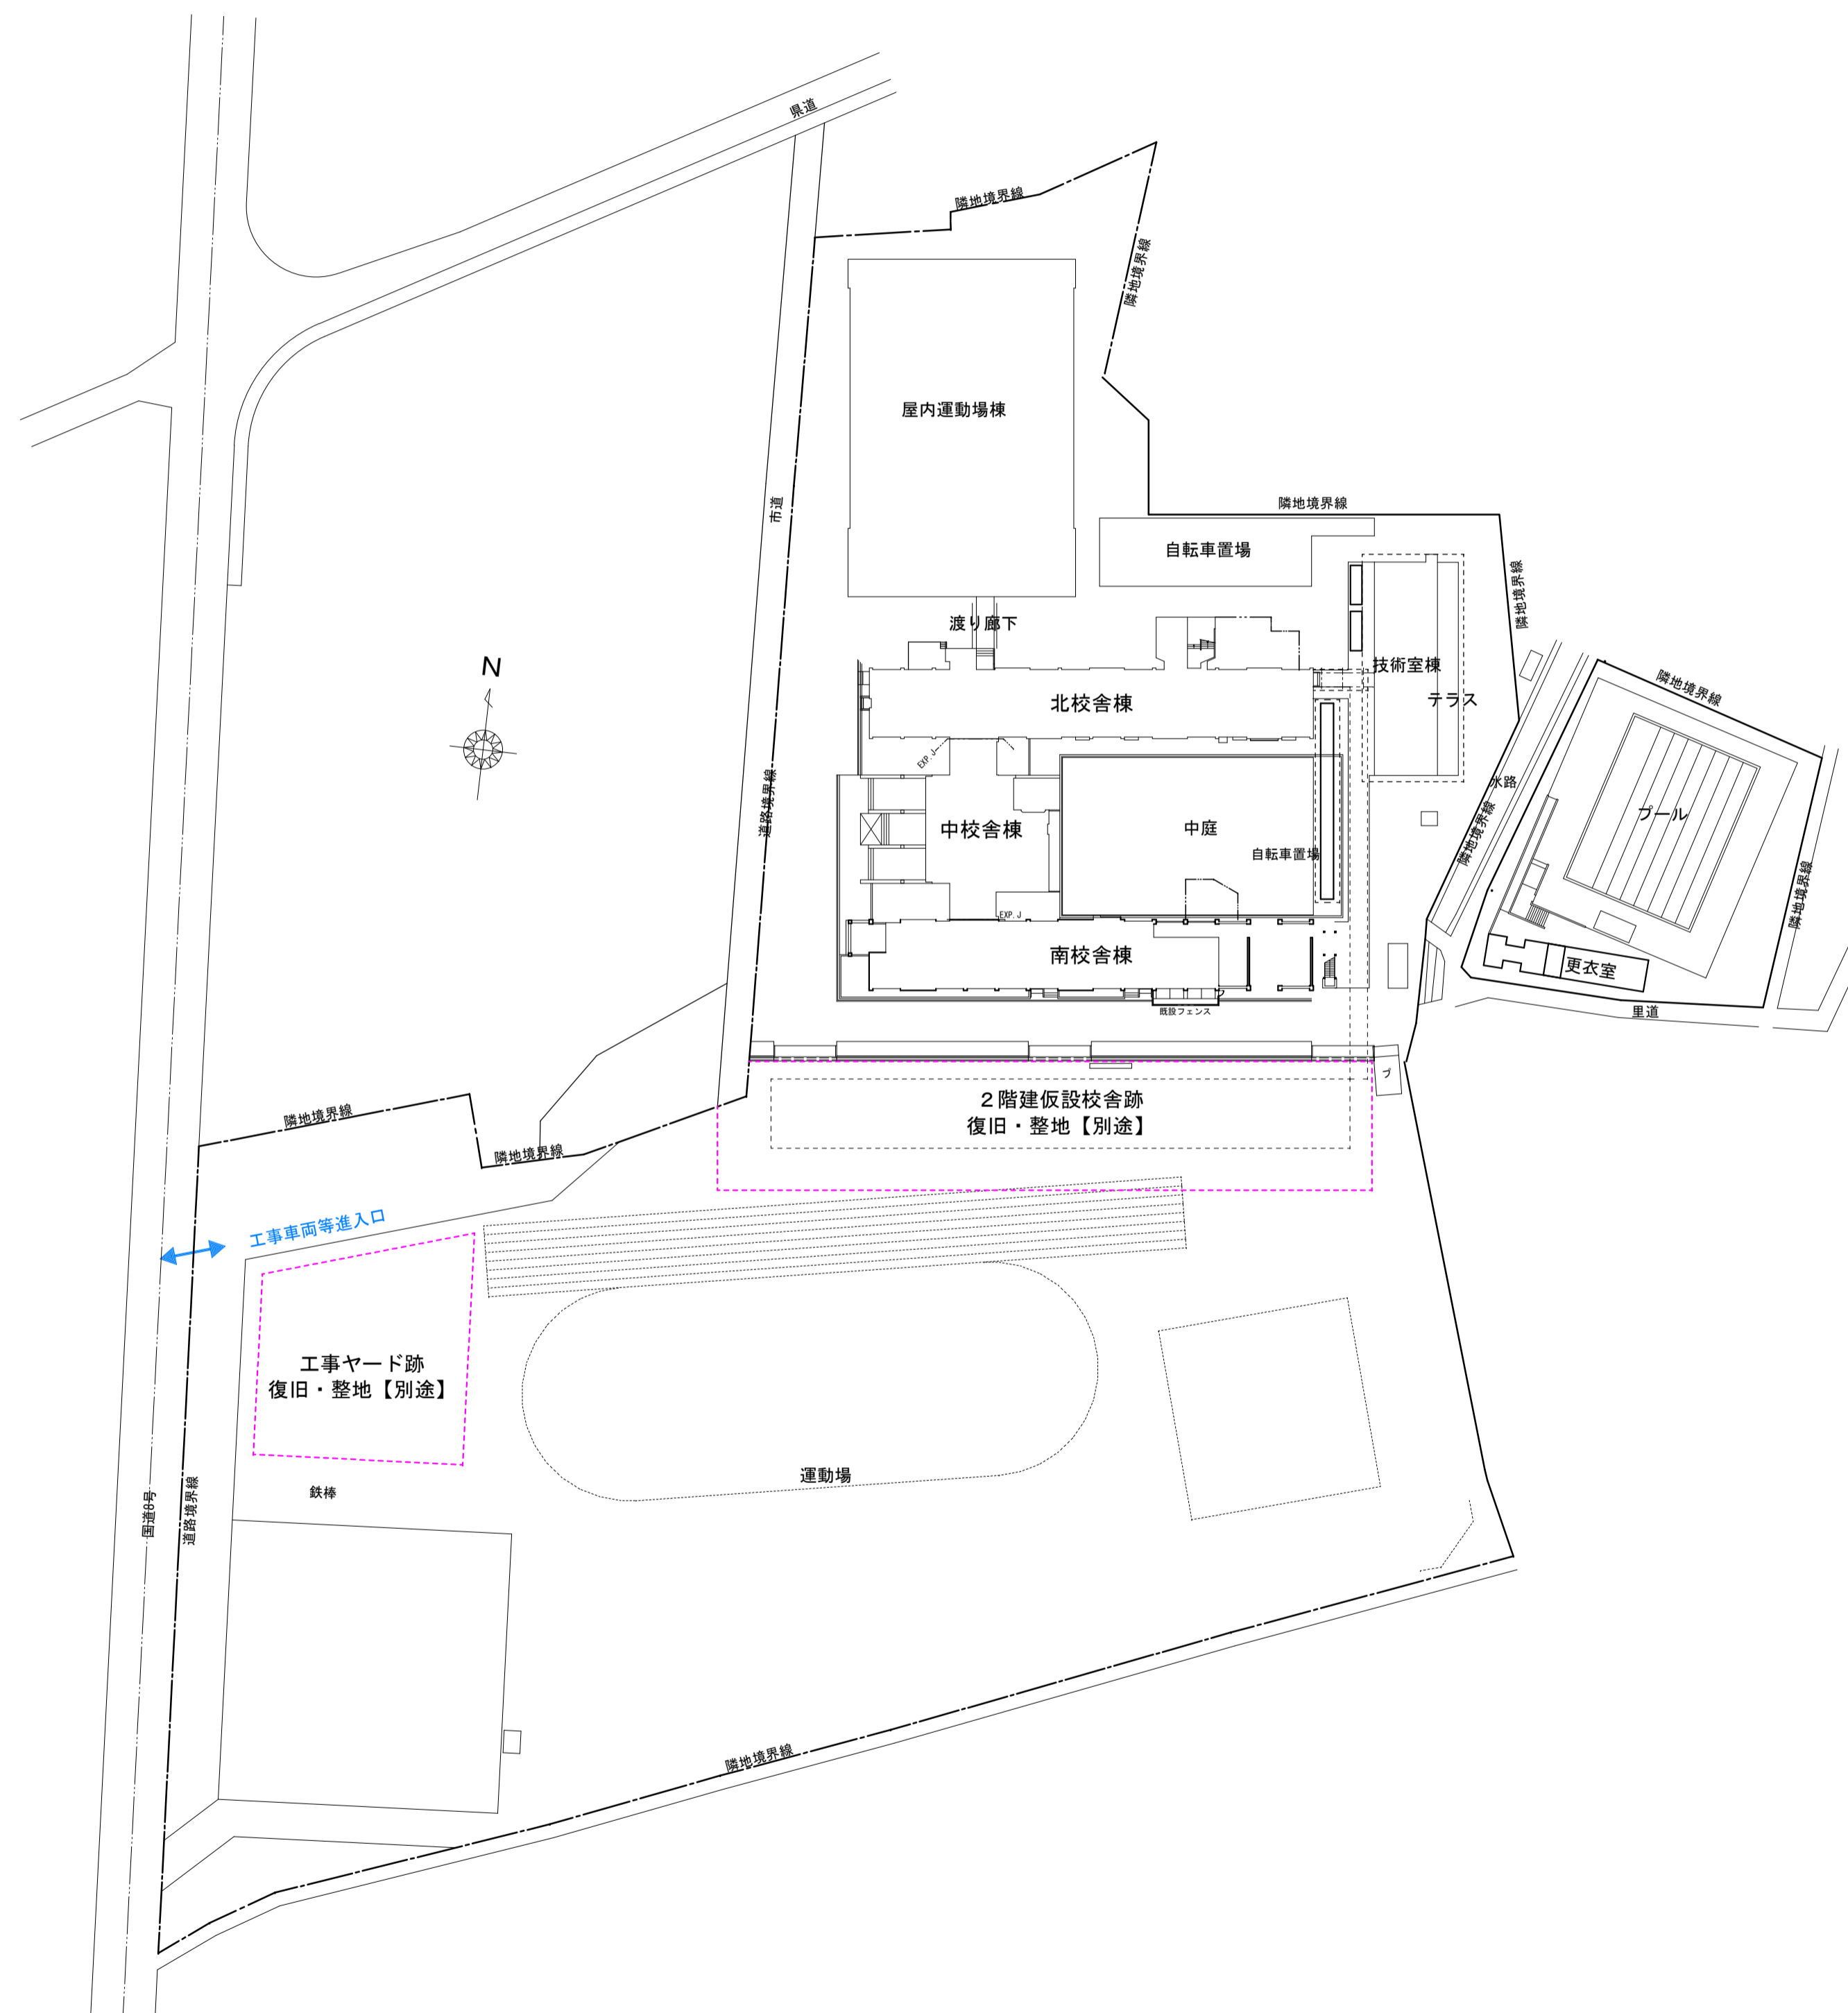 県道
隣地境界線
隣地境界線
屋内運動場棟
隣地境界線
市道
自転車置場
隣地境界線
渡り廊下
技術室棟
N
隣地境界線
テラス
北校舎棟
EXP.J
水路
道路境界線
中校舎棟
中庭
プール
隣地境界線
自転車置場
隣地境界線
EXP.J
南校舎棟
更衣室
既設フェンス
里道
プ
2階建仮設校舎跡
復旧・整地【別途】
隣地境界線
隣地境界線
工事車両等進入口
工事ヤード跡
復旧・整地【別途】
運動場
鉄棒
国道8号
道路境界線
隣地境界線